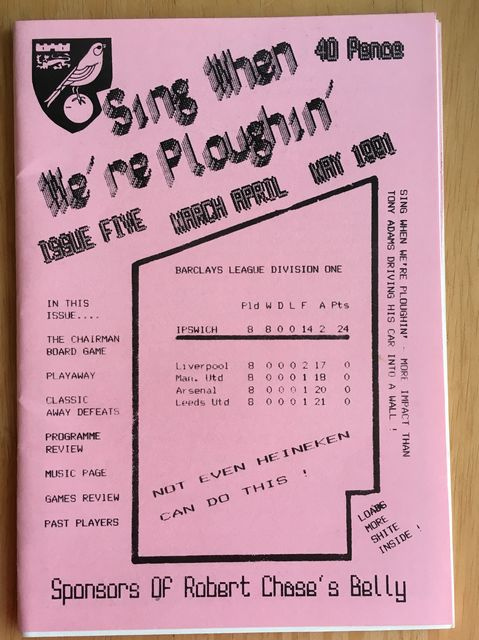 40 Pence
Sing When
We're Ploughin'
ISSUE FIVE MARCH APRIL MAY 1991
BARCLAYS LEAGUE DIVISION ONE
Pld W D L F A Pts
IPSWICH 8 8 0 0 14 2 24
Liverpool 8 0 0 0 2 17 0
Man. Utd 8 0 0 0 1 18 0
Arsenal 8 0 0 0 1 20 0
Leeds Utd 8 0 0 0 1 21 0
NOT EVEN HEINEKEN
CAN DO THIS !
IN THIS
ISSUE....
THE CHAIRMAN
BOARD GAME
PLAYAWAY
CLASSIC
AWAY DEFEATS
PROGRAMME
REVIEW
MUSIC PAGE
GAMES REVIEW
PAST PLAYERS
SING WHEN WE'RE PLOUGHIN' - MORE IMPACT THAN
TONY ADAMS DRIVING HIS CAR INTO A WALL !
LOADS
MORE
SHITE
INSIDE !
Sponsors Of Robert Chase's Belly